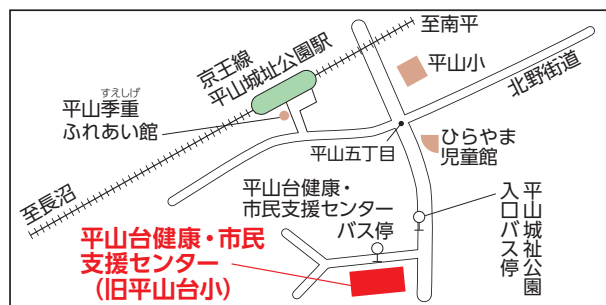 至南平
京王線
平山城址公園駅
平山小
北野街道
すえしげ
平山季重
ふれあい館
平山五丁目
ひらやま
児童館
至長沼
平山台健康・
市民支援センター
バス停
平山城址公園
入口バス停
平山台健康・市民
支援センター
（旧平山台小）